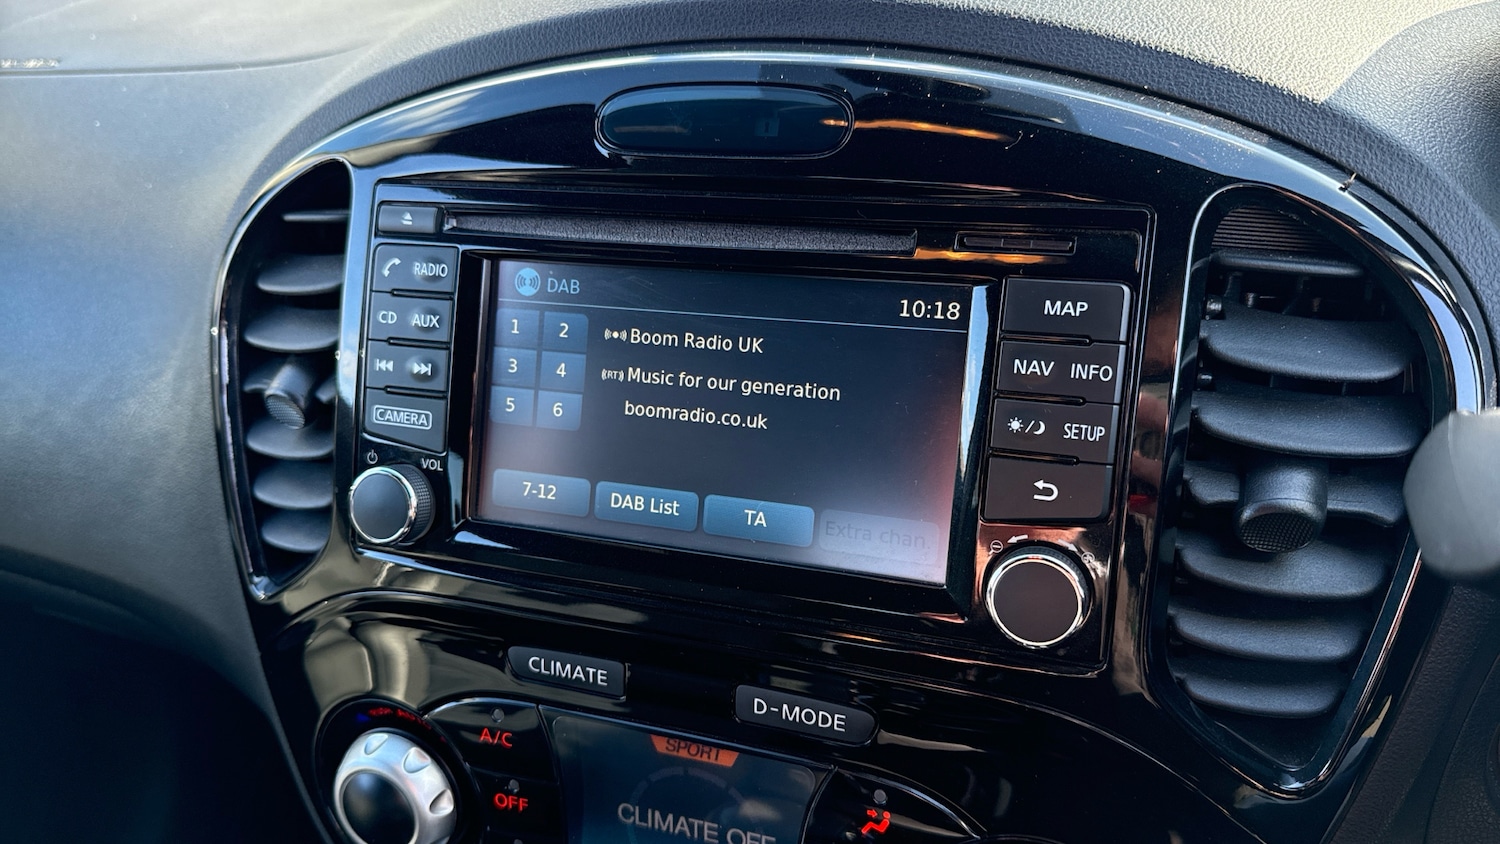 RADIO
CD AUX
CAMERA
VOL
DAB
10:18
1 2
3 4
5 6
Boom Radio UK
(RT) Music for our generation
boomradio.co.uk
7-12
DAB List
TA
Extra chan.
MAP
NAV INFO
SETUP
CLIMATE
D-MODE
A/C
OFF
SPORT
CLIMATE OFF